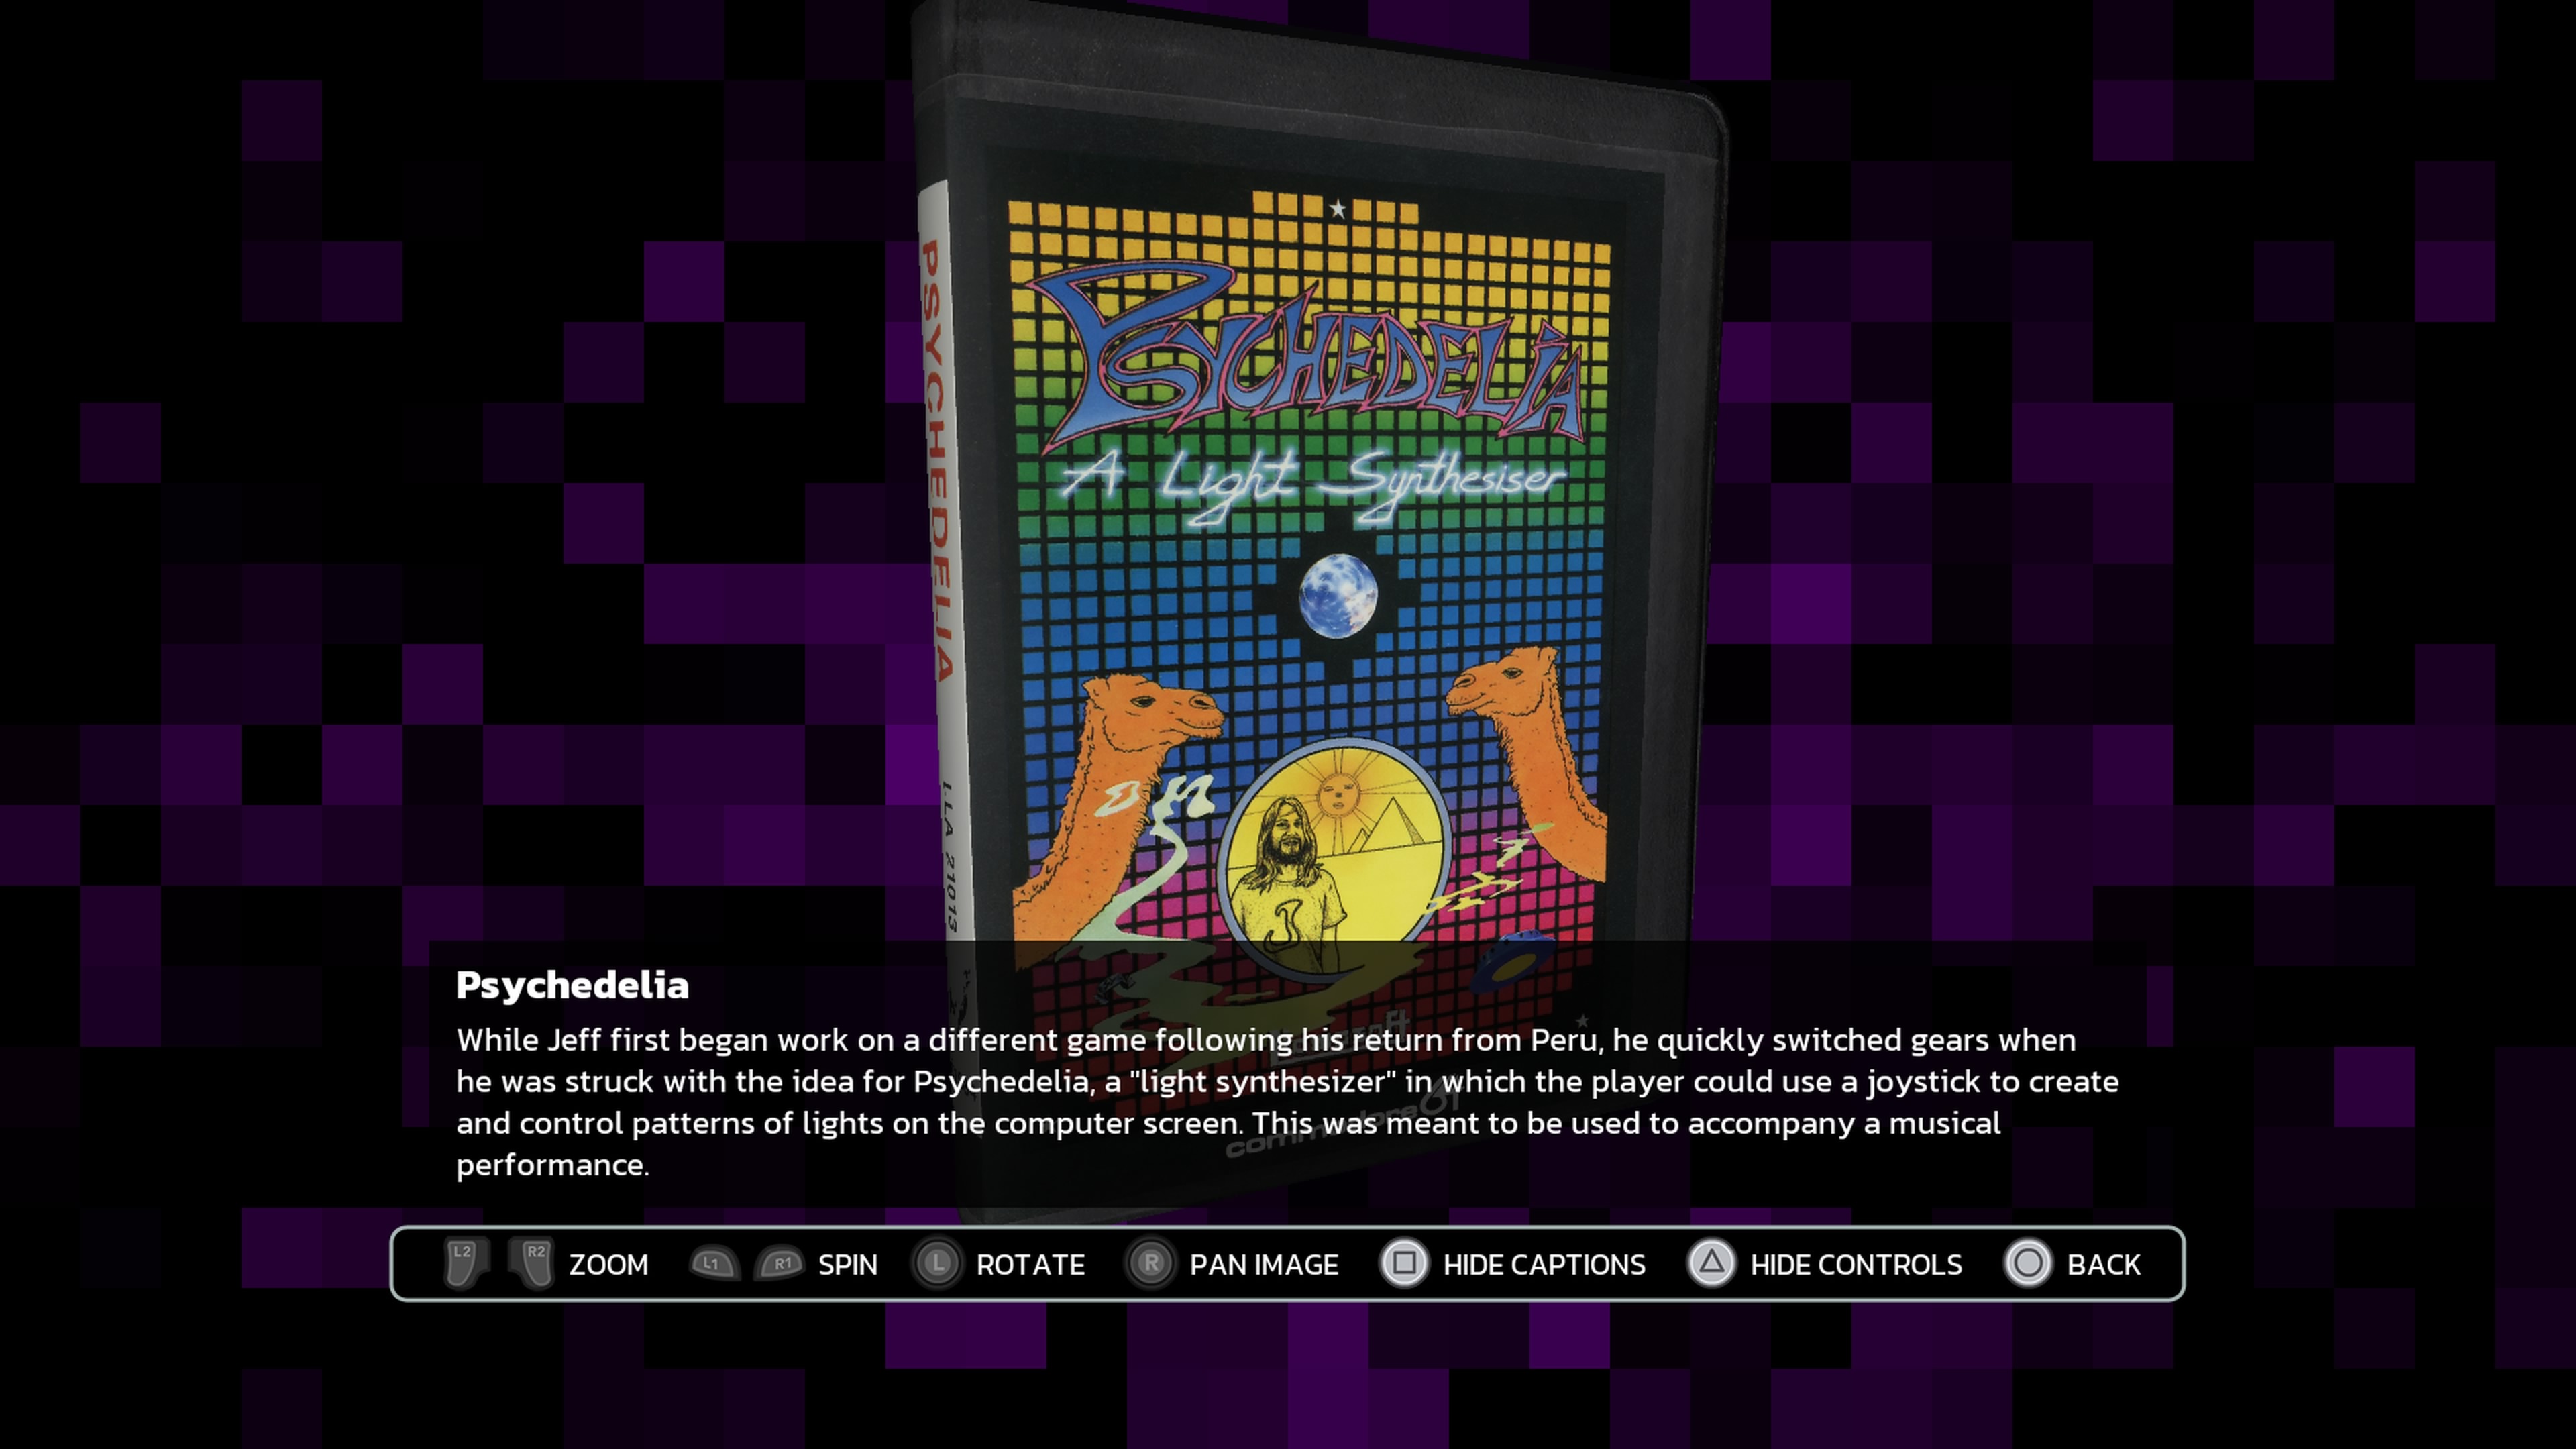 PSYCHEDELIA
LLA 21013
PSYCHEDELIA
A Light Synthesiser
commodore 64
Psychedelia
While Jeff first began work on a different game following his return from Peru, he quickly switched gears when
he was struck with the idea for Psychedelia, a "light synthesizer" in which the player could use a joystick to create
and control patterns of lights on the computer screen. This was meant to be used to accompany a musical
performance.
L2 R2 ZOOM L1 R1 SPIN L ROTATE R PAN IMAGE HIDE CAPTIONS HIDE CONTROLS BACK